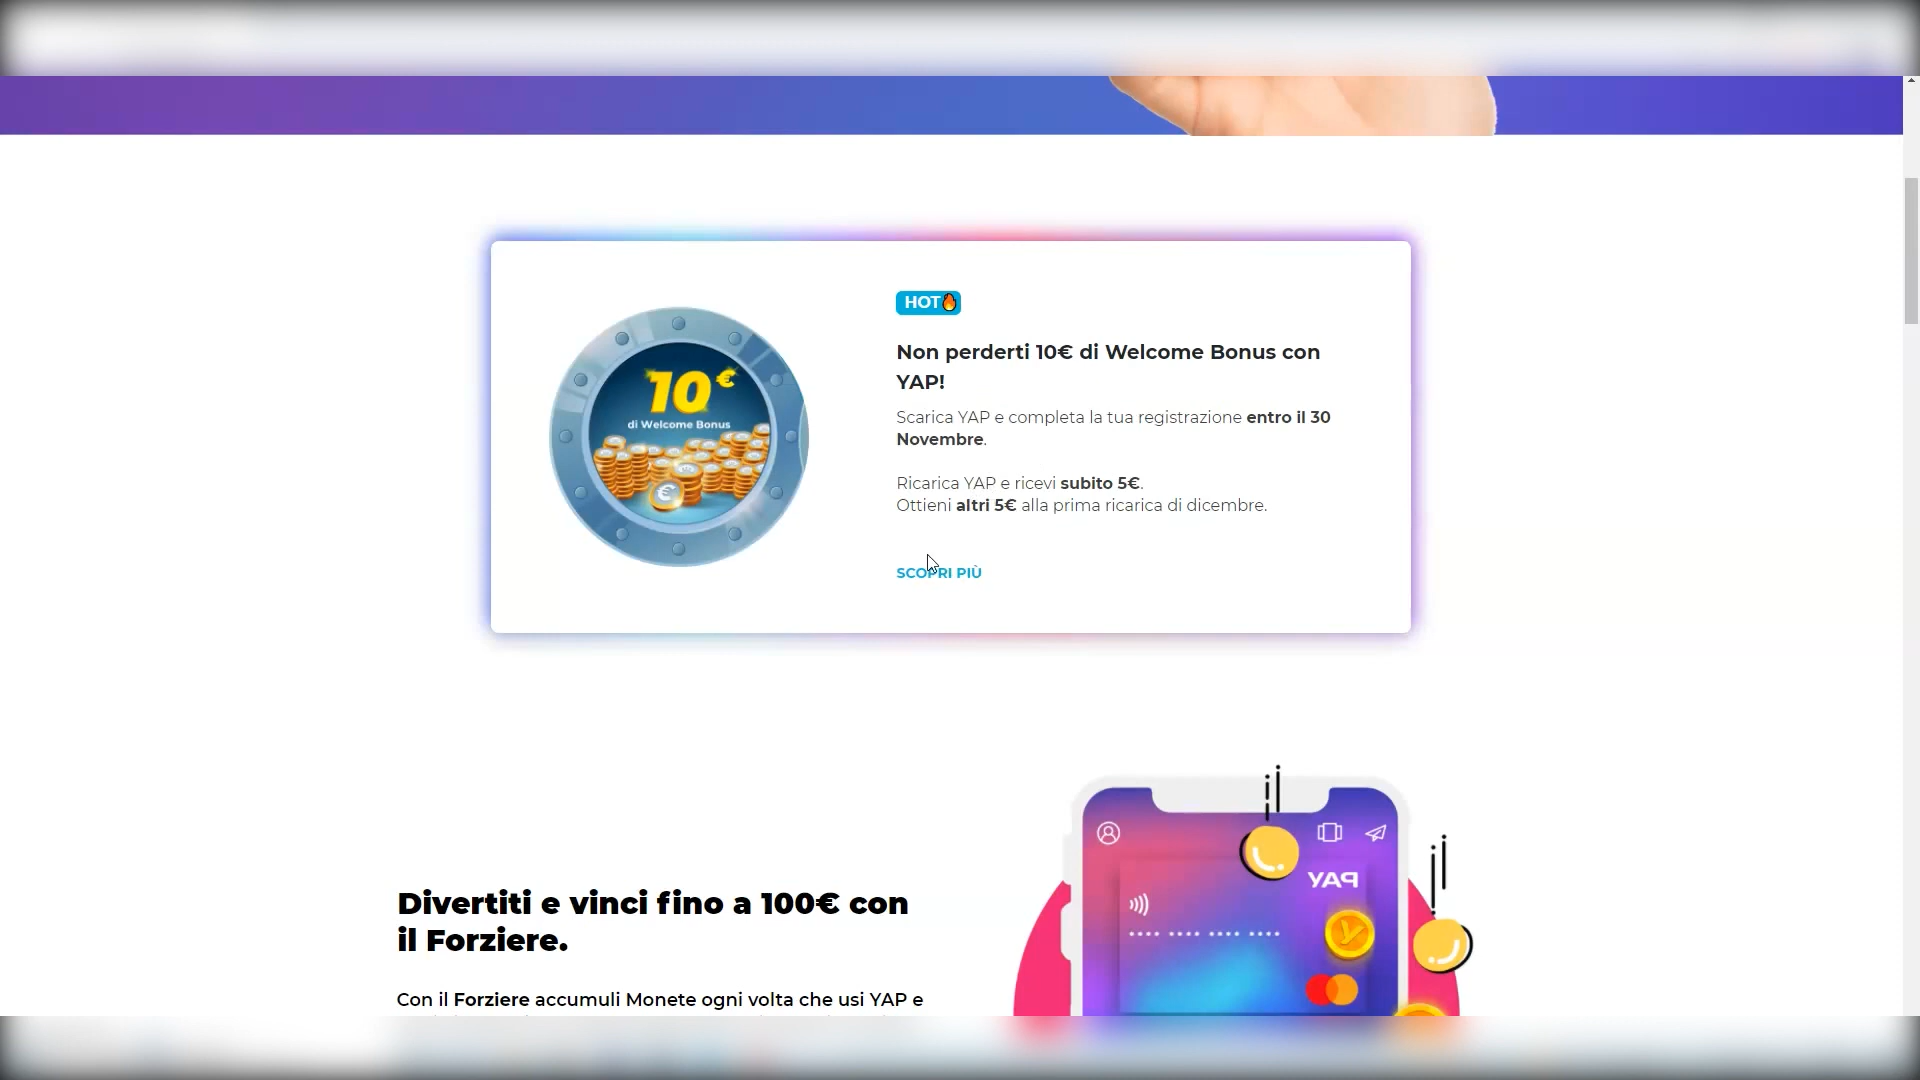 HOT
Non perderti 10€ di Welcome Bonus con
YAP!
Scarica YAP e completa la tua registrazione entro il 30
Novembre.
Ricarica YAP e ricevi subito 5€.
Ottieni altri 5€ alla prima ricarica di dicembre.
SCOPRI PIÙ
10€
di Welcome Bonus
Divertiti e vinci fino a 100€ con
il Forziere.
Con il Forziere accumuli Monete ogni volta che usi YAP e
YAP